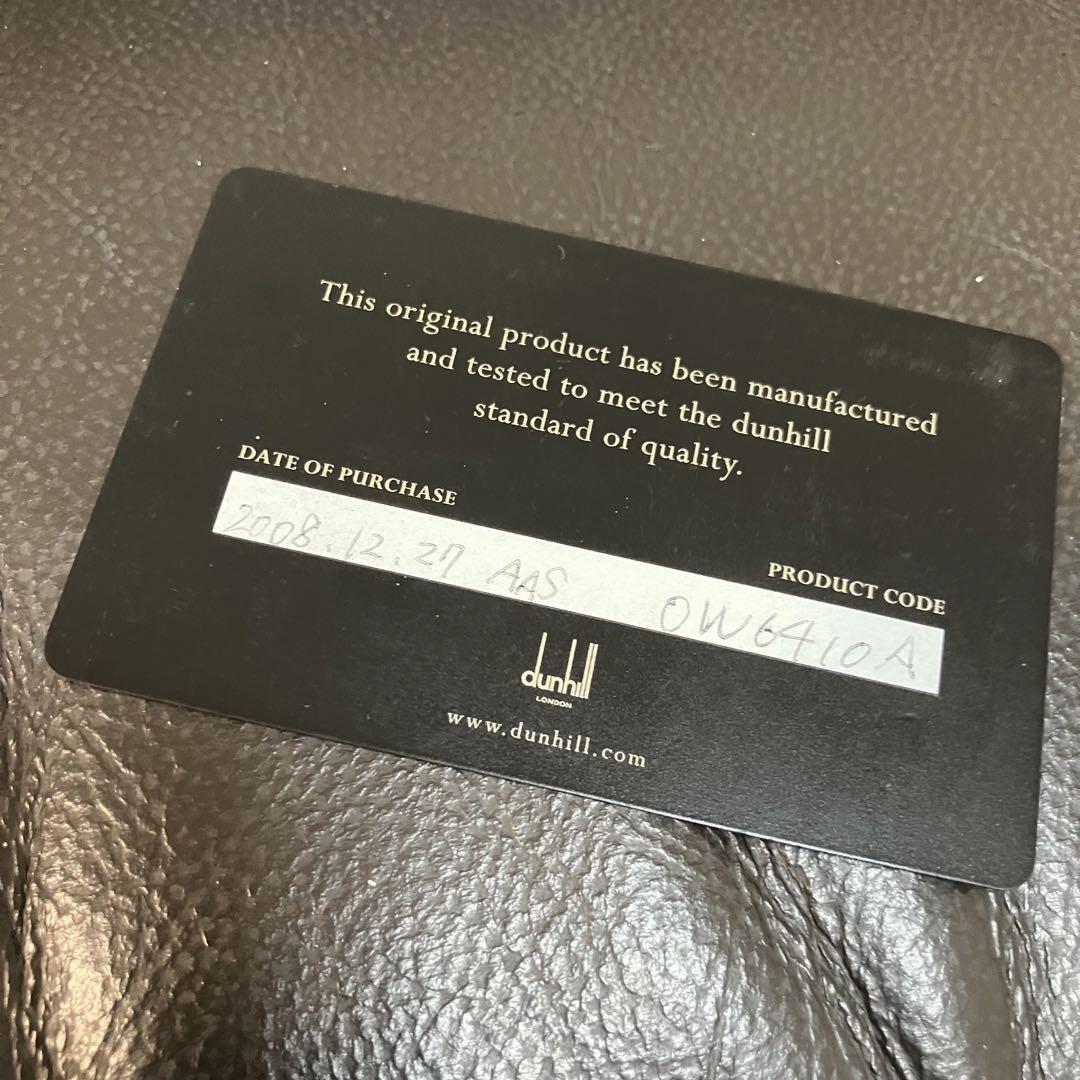 This original product has been manufactured
and tested to meet the dunhill
standard of quality.
DATE OF PURCHASE
PRODUCT CODE
2008.12.27 AAS OW6410A
dunhill
LONDON
www.dunhill.com